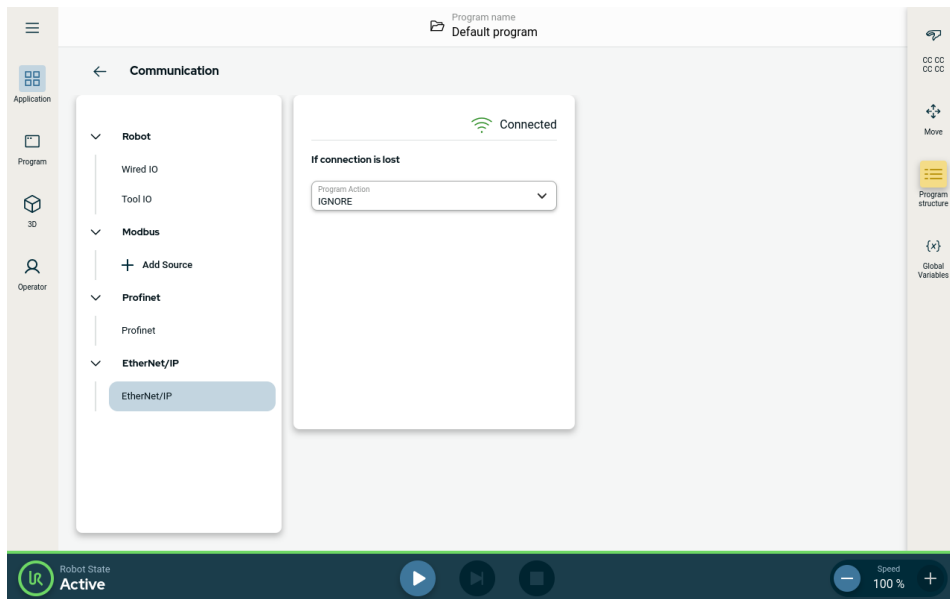 Program name
Default program
Communication
Application
Program
3D
Operator
Robot
Wired IO
Tool IO
Modbus
Add Source
Profinet
Profinet
EtherNet/IP
EtherNet/IP
Connected
If connection is lost
Program Action
IGNORE
CC CC
CC CC
Move
Program
structure
{x}
Global
Variables
UR
Robot State
Active
Speed
100 %